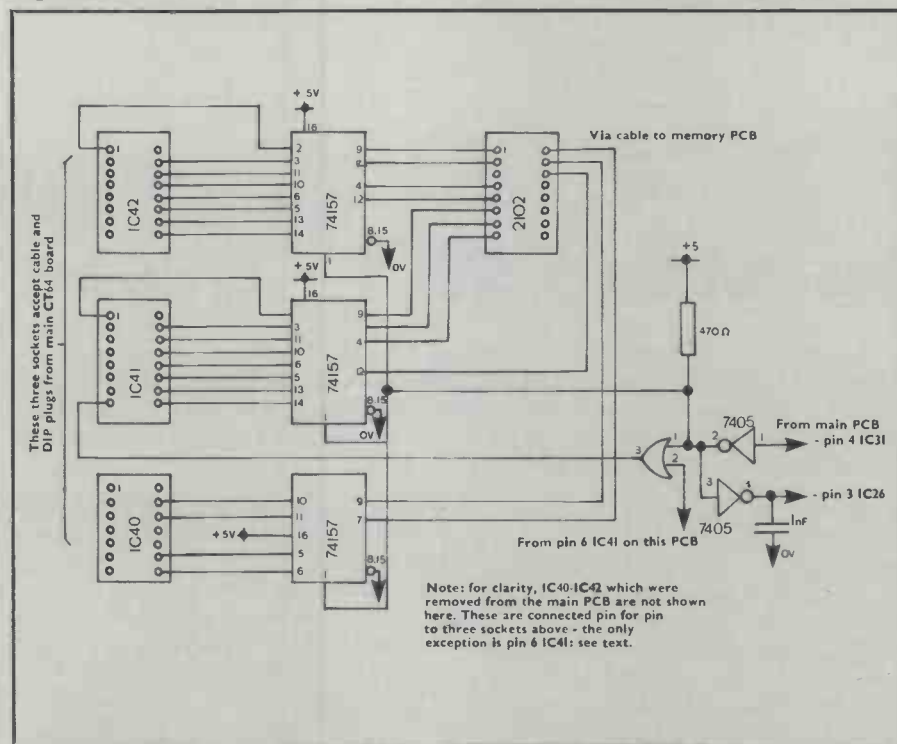 + 5V
16
1
IC42
2
3
11
10
6
5
13
14
74157
9
7
4
12
8.15
0V
1
Via cable to memory PCB
1
2102
These three sockets accept cable and
DIP plugs from main CT64 board
+ 5V
16
1
IC41
3
11
10
6
5
13
14
74157
9
4
12
8.15
0V
1
+5
470Ω
7405
From main PCB
- pin 4 IC31
3
1
2
2
1
3
- pin 3 IC26
7405
1nF
0V
From pin 6 IC41 on this PCB
1
IC40
10
11
+ 5V
16
5
6
74157
9
7
8.15
1
Note: for clarity, IC40-IC42 which were
removed from the main PCB are not shown
here. These are connected pin for pin
to three sockets above - the only
exception is pin 6 IC41: see text.